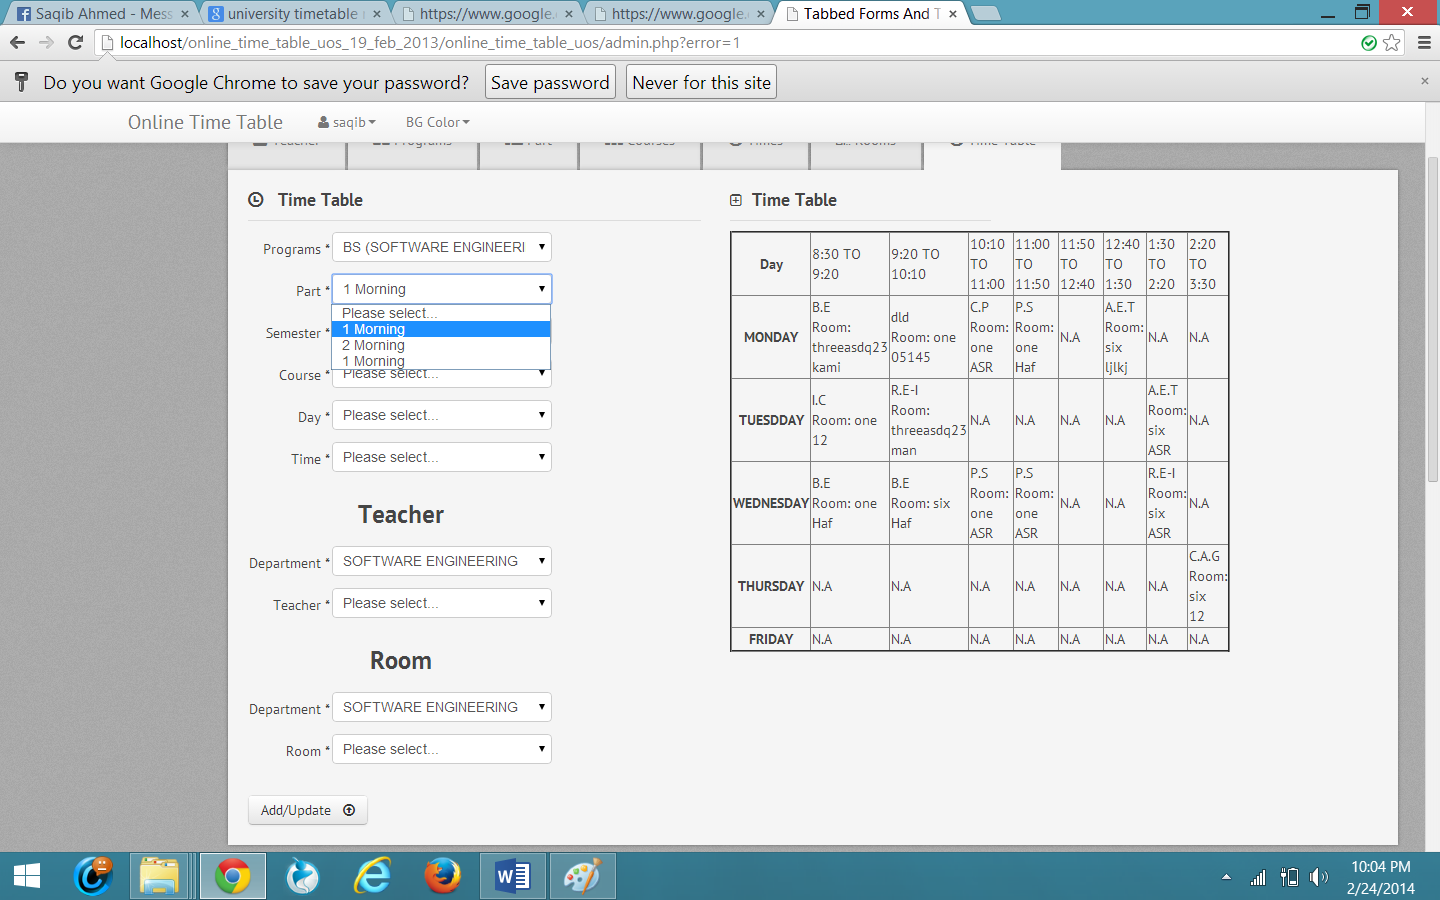 Saqib Ahmed - Mess
university timetable
https://www.google.
https://www.google.
Tabbed Forms And T
localhost/online_time_table_uos_19_feb_2013/online_time_table_uos/admin.php?error=1
Do you want Google Chrome to save your password?
Save password
Never for this site
Online Time Table
saqib
BG Color
Teacher
Programs
Part
Courses
Times
Rooms
Time Table
Time Table
Programs *
BS (SOFTWARE ENGINEERI
Part *
1 Morning
Please select...
1 Morning
2 Morning
1 Morning
Semester *
Course *
Please select...
Day *
Please select...
Time *
Please select...
Teacher
Department *
SOFTWARE ENGINEERING
Teacher *
Please select...
Room
Department *
SOFTWARE ENGINEERING
Room *
Please select...
Add/Update
Time Table
Day
8:30 TO
9:20
9:20 TO
10:10
10:10
TO
11:00
11:00
TO
11:50
11:50
TO
12:40
12:40
TO
1:30
1:30
TO
2:20
2:20
TO
3:30
MONDAY
B.E
Room:
threeasdq23
kami
dld
Room: one
05145
C.P
Room:
one
ASR
P.S
Room:
one
Haf
N.A
A.E.T
Room:
six
ljlkj
N.A
N.A
TUESDDAY
I.C
Room: one
12
R.E-I
Room:
threeasdq23
man
N.A
N.A
N.A
N.A
A.E.T
Room:
six
ASR
N.A
WEDNESDAY
B.E
Room: one
Haf
B.E
Room: six
Haf
P.S
Room:
one
ASR
P.S
Room:
one
ASR
N.A
N.A
R.E-I
Room:
six
ASR
N.A
THURSDAY
N.A
N.A
N.A
N.A
N.A
N.A
N.A
C.A.G
Room:
six
12
FRIDAY
N.A
N.A
N.A
N.A
N.A
N.A
N.A
N.A
10:04 PM
2/24/2014